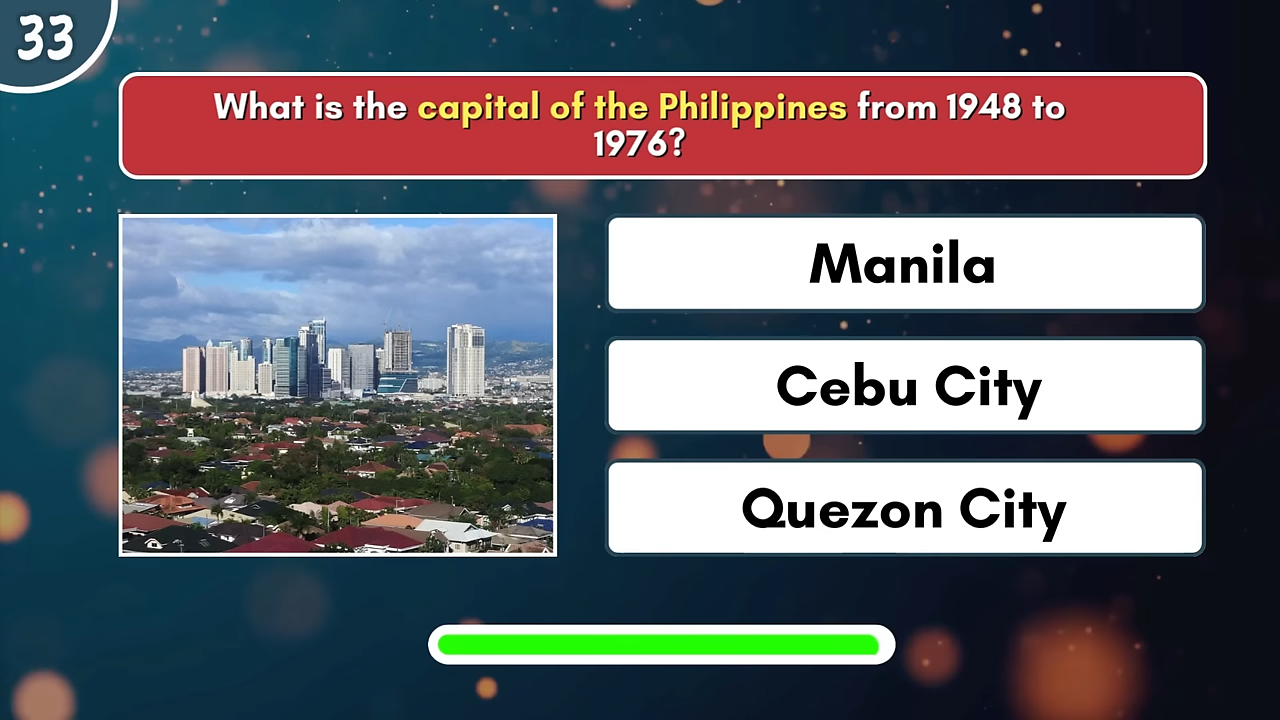 33
What is the capital of the Philippines from 1948 to
1976?
Manila
Cebu City
Quezon City